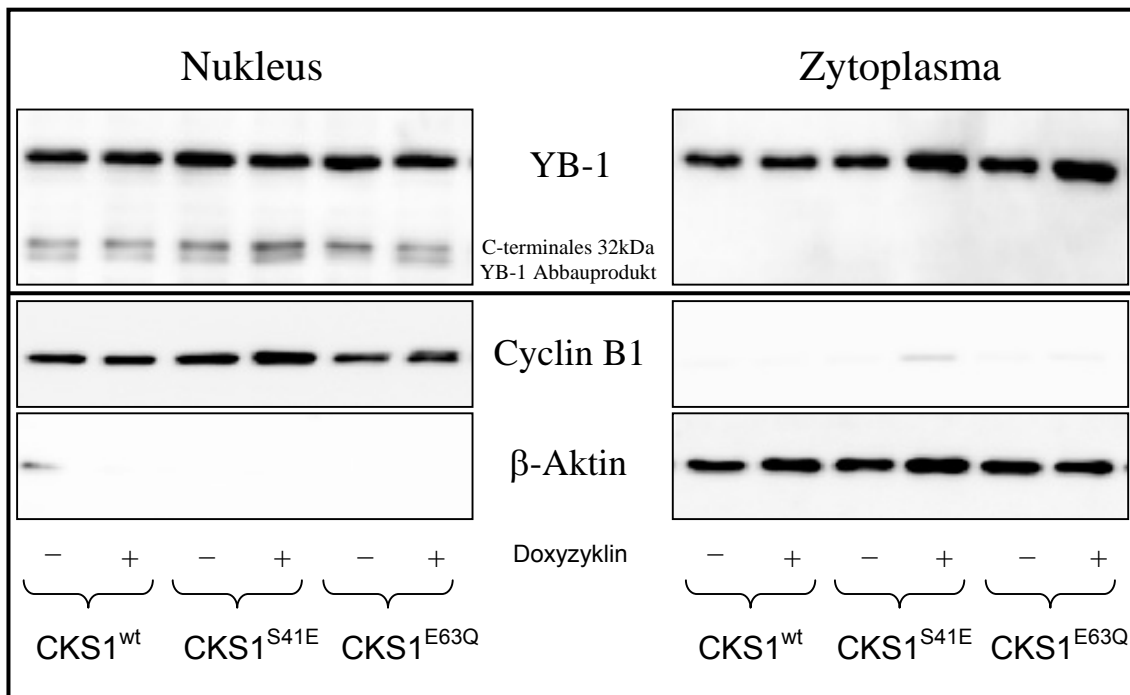 Nukleus
Zytoplasma
YB-1
C-terminales 32kDa
YB-1 Abbauprodukt
Cyclin B1
β-Aktin
− + − + − + Doxyzyklin − + − + − +
CKS1wt CKS1S41E CKS1E63Q CKS1wt CKS1S41E CKS1E63Q